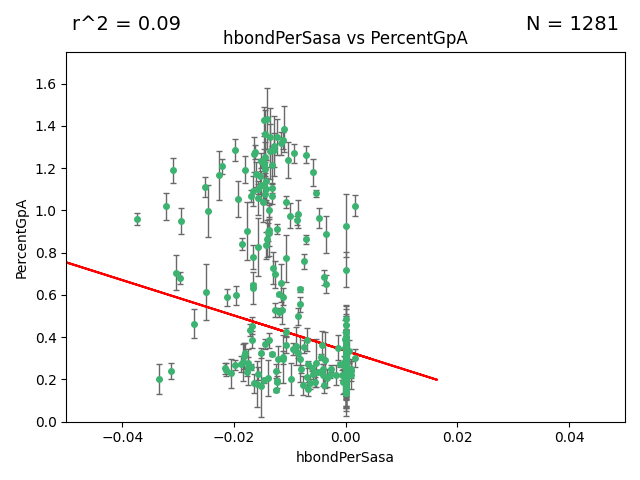 r^2 = 0.09
N = 1281
hbondPerSasa vs PercentGpA
1.6
1.4
1.2
1.0
0.8
0.6
0.4
0.2
0.0
PercentGpA
−0.04
−0.02
0.00
0.02
0.04
hbondPerSasa